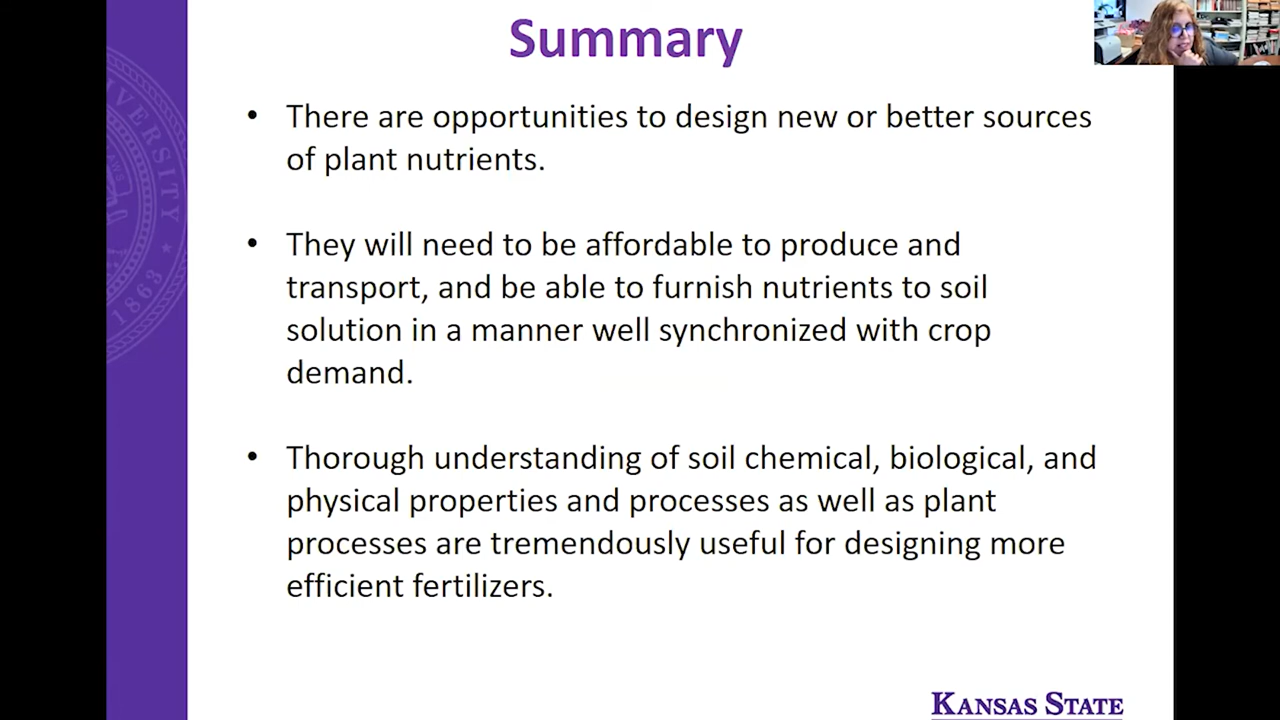 Summary
• There are opportunities to design new or better sources
of plant nutrients.
• They will need to be affordable to produce and
transport, and be able to furnish nutrients to soil
solution in a manner well synchronized with crop
demand.
• Thorough understanding of soil chemical, biological, and
physical properties and processes as well as plant
processes are tremendously useful for designing more
efficient fertilizers.
KANSAS STATE
1863